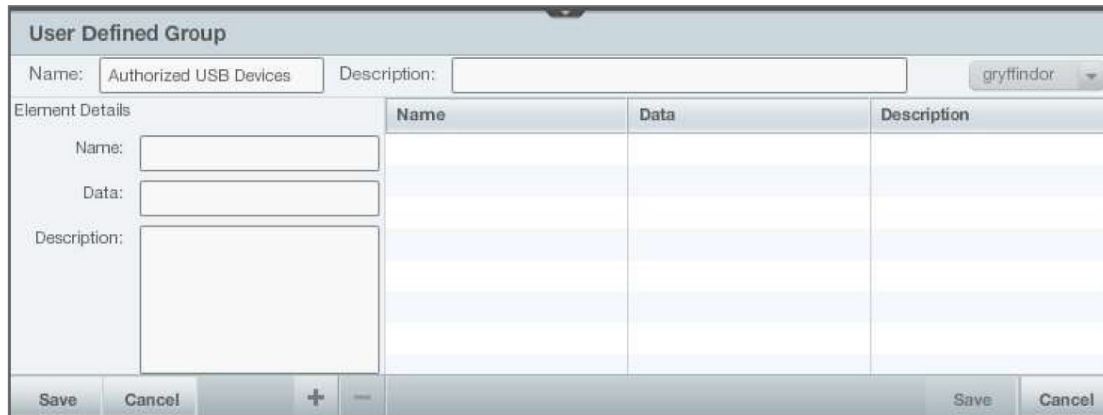 User Defined Group
Name: Authorized USB Devices Description: gryffindor
Element Details
Name Data Description
Name:
Data:
Description:
Save Cancel + − Save Cancel